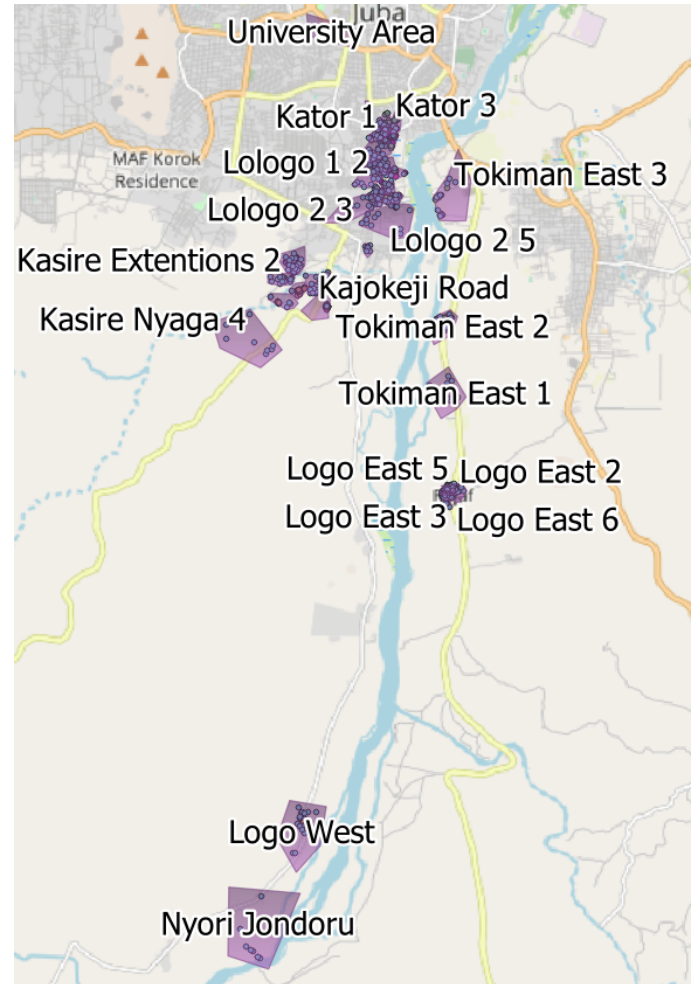 Juba
University Area
Kator 1
Kator 3
MAF Korok
Residence
Lologo 1 2
Tokiman East 3
Lologo 2 3
Lologo 2 5
Kasire Extentions 2
Kajokeji Road
Kasire Nyaga 4
Tokiman East 2
Tokiman East 1
Logo East 5
Logo East 2
Logo East 3
Logo East 6
Logo West
Nyori Jondoru